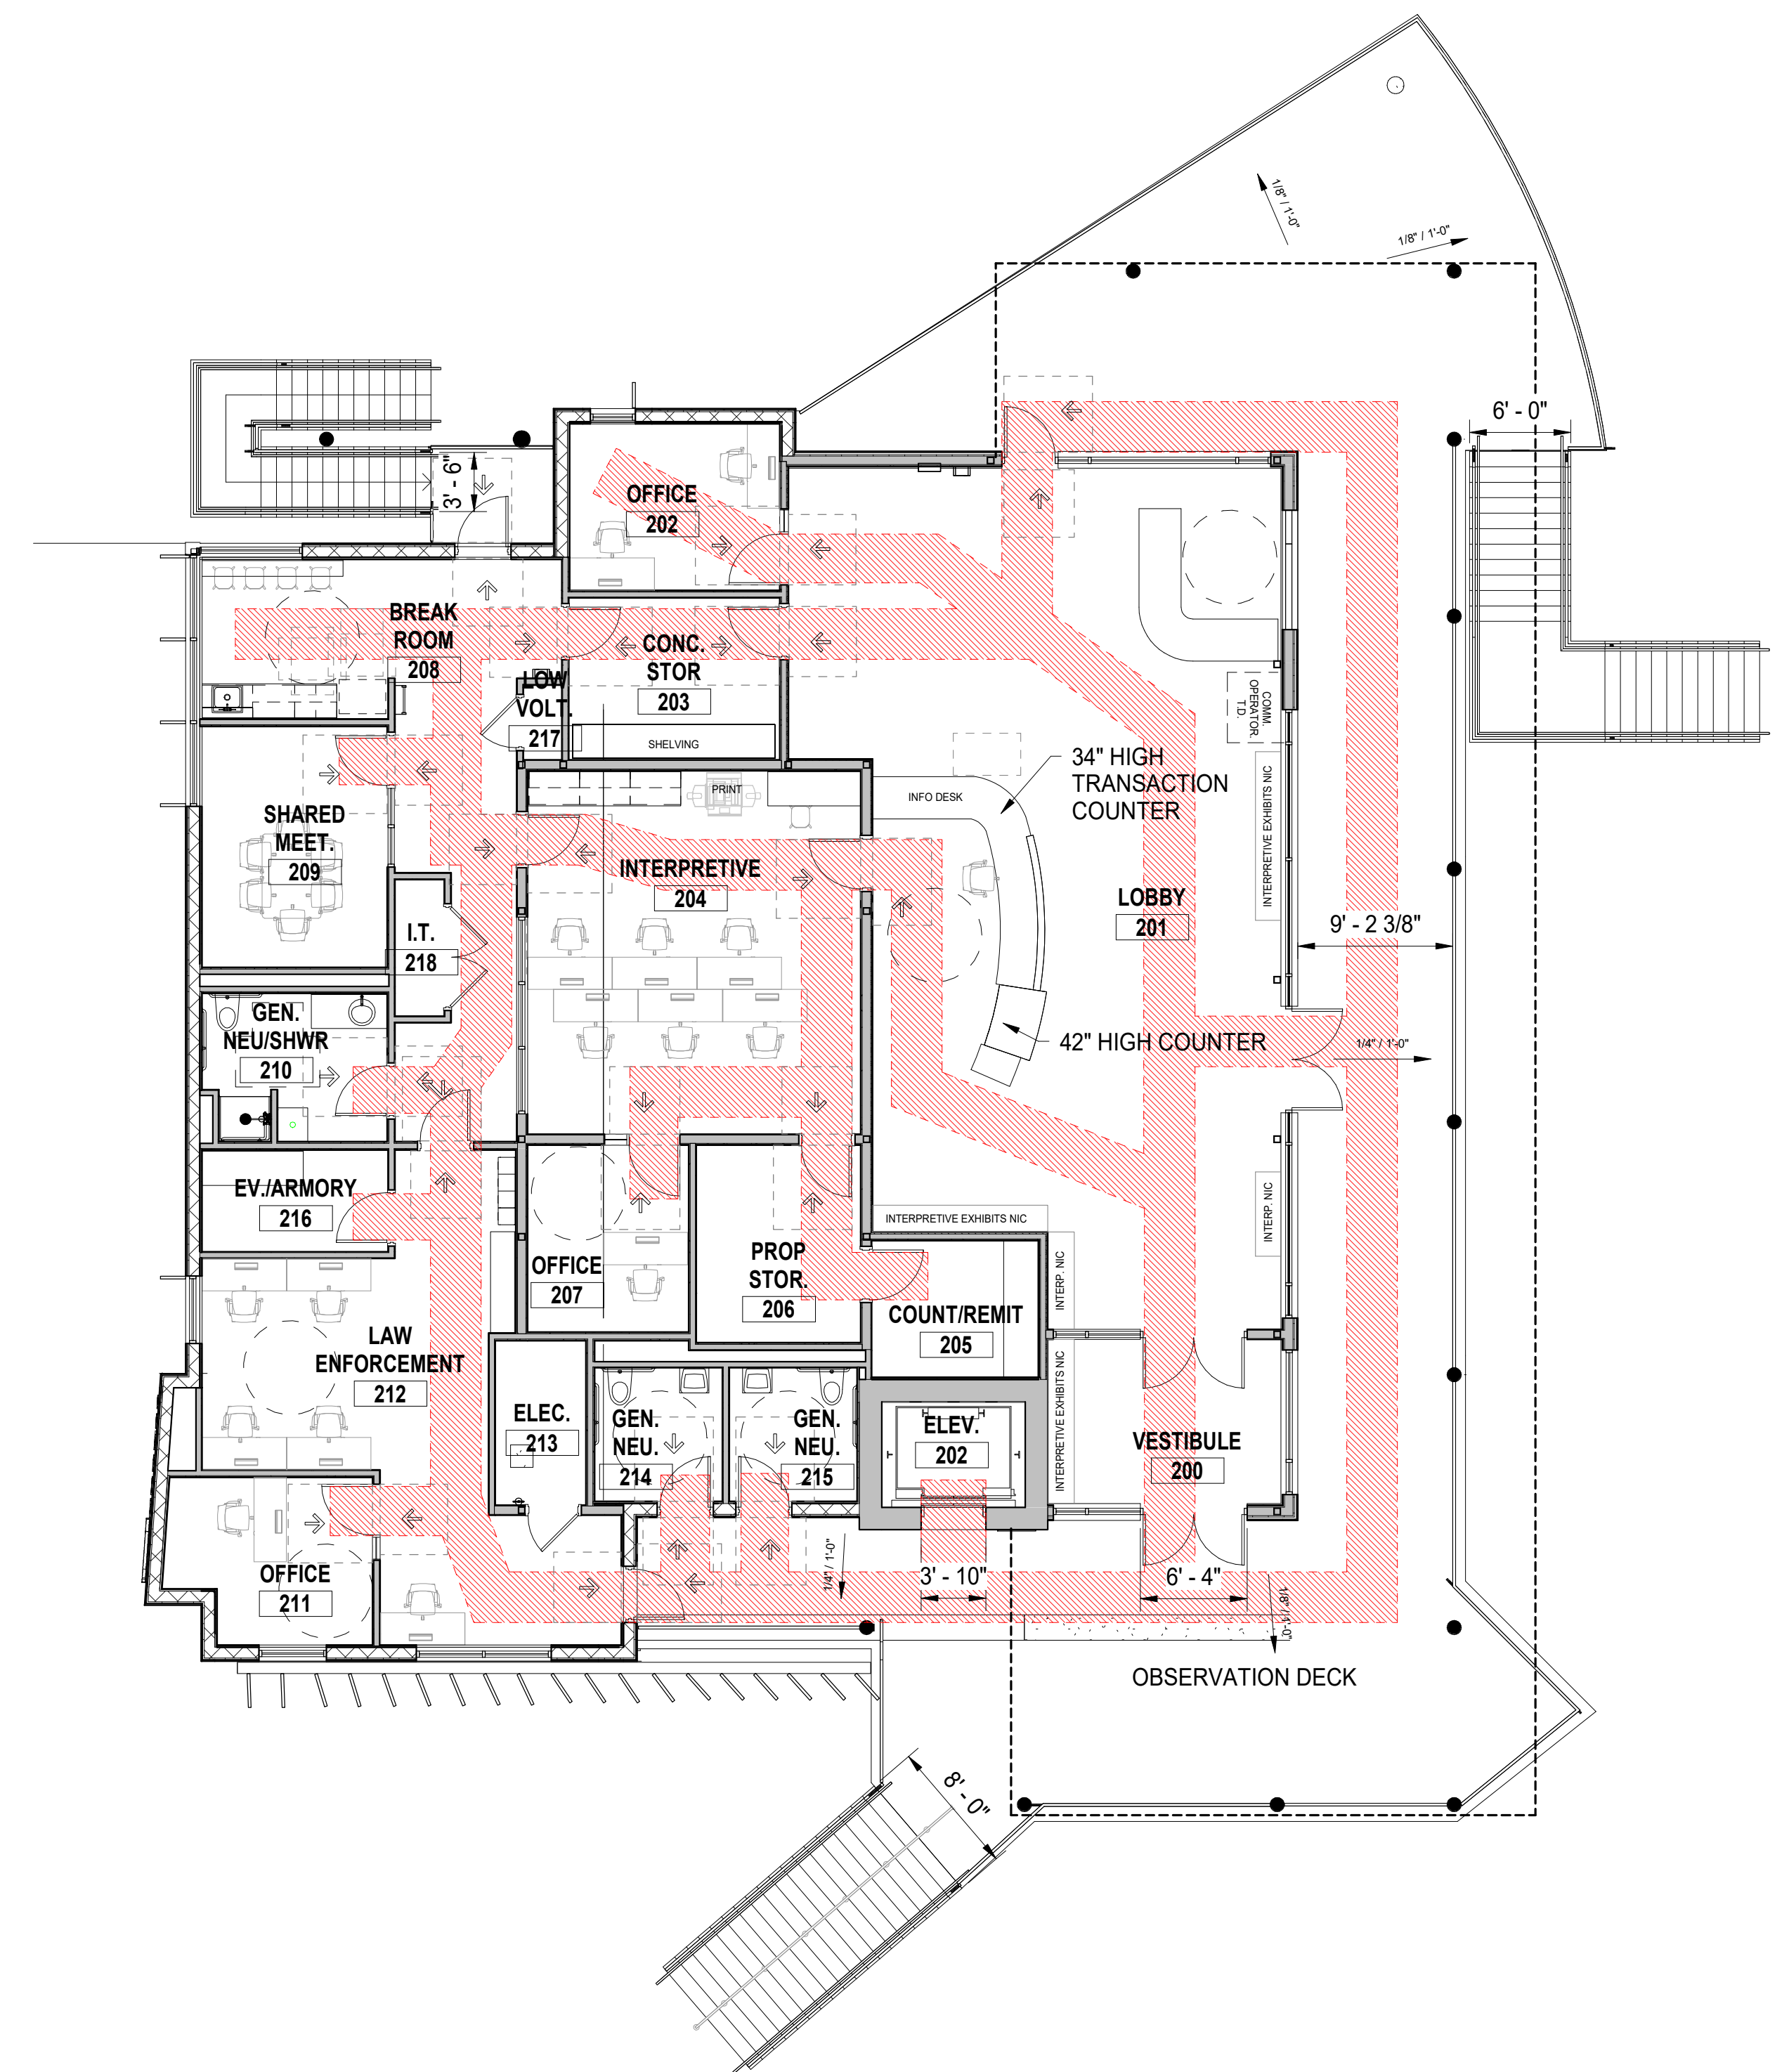 1/8" / 1'-0"
1/8" / 1'-0"
6' - 0"
3' - 6"
OFFICE
202
BREAK
ROOM
208
CONC.
STOR
203
LOW
VOLT.
217
SHELVING
COMM.
OPERATOR.
T.D.
34" HIGH
TRANSACTION
COUNTER
PRINT
INFO DESK
INTERPRETIVE EXHIBITS NIC
SHARED
MEET.
209
INTERPRETIVE
204
LOBBY
201
9' - 2 3/8"
I.T.
218
GEN.
NEU/SHWR
210
42" HIGH COUNTER
1/4" / 1'-0"
EV./ARMORY
216
INTERPRETIVE EXHIBITS NIC
INTERP. NIC
INTERP. NIC
OFFICE
207
PROP
STOR.
206
COUNT/REMIT
205
LAW
ENFORCEMENT
212
INTERPRETIVE EXHIBITS NIC
ELEC.
213
GEN.
NEU.
214
GEN.
NEU.
215
ELEV.
202
VESTIBULE
200
OFFICE
211
1/4" / 1'-0"
3' - 10"
6' - 4"
1/8" / 1'-0"
OBSERVATION DECK
8' - 0"